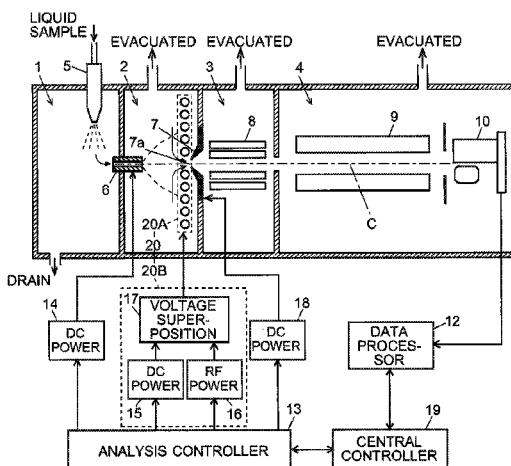 LIQUID
SAMPLE
EVACUATED EVACUATED EVACUATED
1 5 2 3 4
7 8 9 10
7a
6
20A
20
20B
C
DRAIN
14
DC
POWER
17
VOLTAGE
SUPER-
POSITION
18
DC
POWER
12
DATA
PROCES-
SOR
DC
POWER
15
RF
POWER
16
13
ANALYSIS CONTROLLER
19
CENTRAL
CONTROLLER